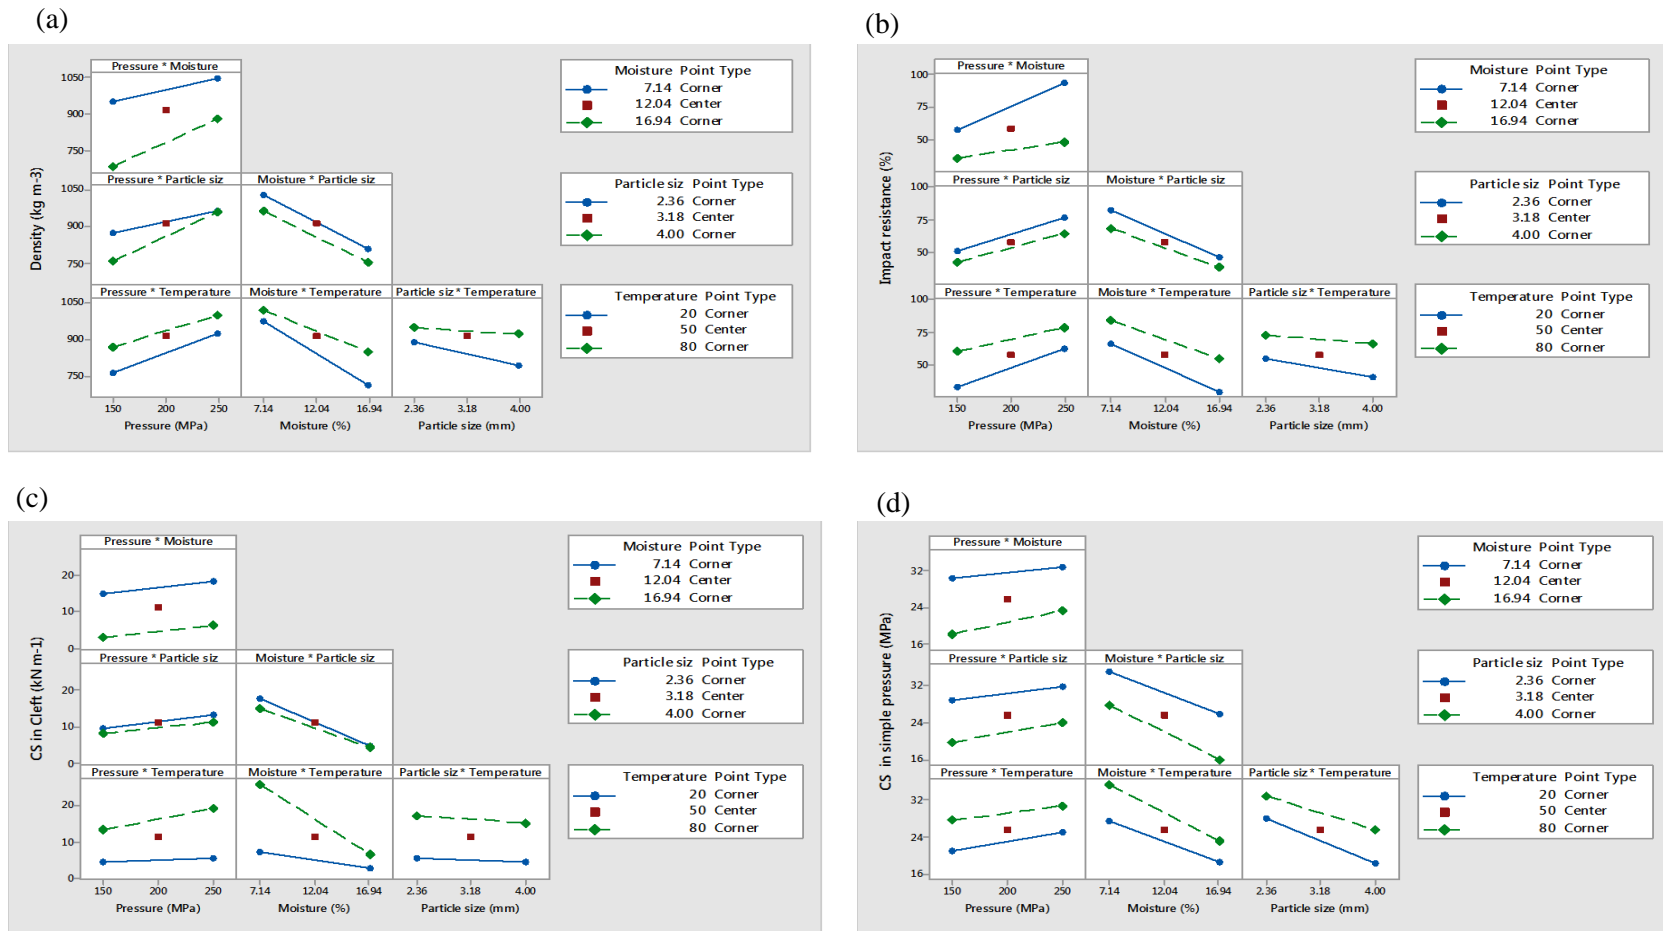 (a)
Pressure * Moisture
1050
900
750
Moisture Point Type
7.14 Corner
12.04 Center
16.94 Corner
Density (kg m-3)
Pressure * Particle siz
Moisture * Particle siz
1050
900
750
Particle siz Point Type
2.36 Corner
3.18 Center
4.00 Corner
Pressure * Temperature
Moisture * Temperature
Particle siz * Temperature
1050
900
750
Temperature Point Type
20 Corner
50 Center
80 Corner
150 200 250
7.14 12.04 16.94
2.36 3.18 4.00
Pressure (MPa)
Moisture (%)
Particle size (mm)
(b)
Pressure * Moisture
100
75
50
Moisture Point Type
7.14 Corner
12.04 Center
16.94 Corner
Impact resistance (%)
Pressure * Particle siz
Moisture * Particle siz
100
75
50
Particle siz Point Type
2.36 Corner
3.18 Center
4.00 Corner
Pressure * Temperature
Moisture * Temperature
Particle siz * Temperature
100
75
50
Temperature Point Type
20 Corner
50 Center
80 Corner
150 200 250
7.14 12.04 16.94
2.36 3.18 4.00
Pressure (MPa)
Moisture (%)
Particle size (mm)
(c)
Pressure * Moisture
20
10
0
Moisture Point Type
7.14 Corner
12.04 Center
16.94 Corner
CS in Cleft (kN m-1)
Pressure * Particle siz
Moisture * Particle siz
20
10
0
Particle siz Point Type
2.36 Corner
3.18 Center
4.00 Corner
Pressure * Temperature
Moisture * Temperature
Particle siz * Temperature
20
10
0
Temperature Point Type
20 Corner
50 Center
80 Corner
150 200 250
7.14 12.04 16.94
2.36 3.18 4.00
Pressure (MPa)
Moisture (%)
Particle size (mm)
(d)
Pressure * Moisture
32
24
16
Moisture Point Type
7.14 Corner
12.04 Center
16.94 Corner
CS in simple pressure (MPa)
Pressure * Particle siz
Moisture * Particle siz
32
24
16
Particle siz Point Type
2.36 Corner
3.18 Center
4.00 Corner
Pressure * Temperature
Moisture * Temperature
Particle siz * Temperature
32
24
16
Temperature Point Type
20 Corner
50 Center
80 Corner
150 200 250
7.14 12.04 16.94
2.36 3.18 4.00
Pressure (MPa)
Moisture (%)
Particle size (mm)